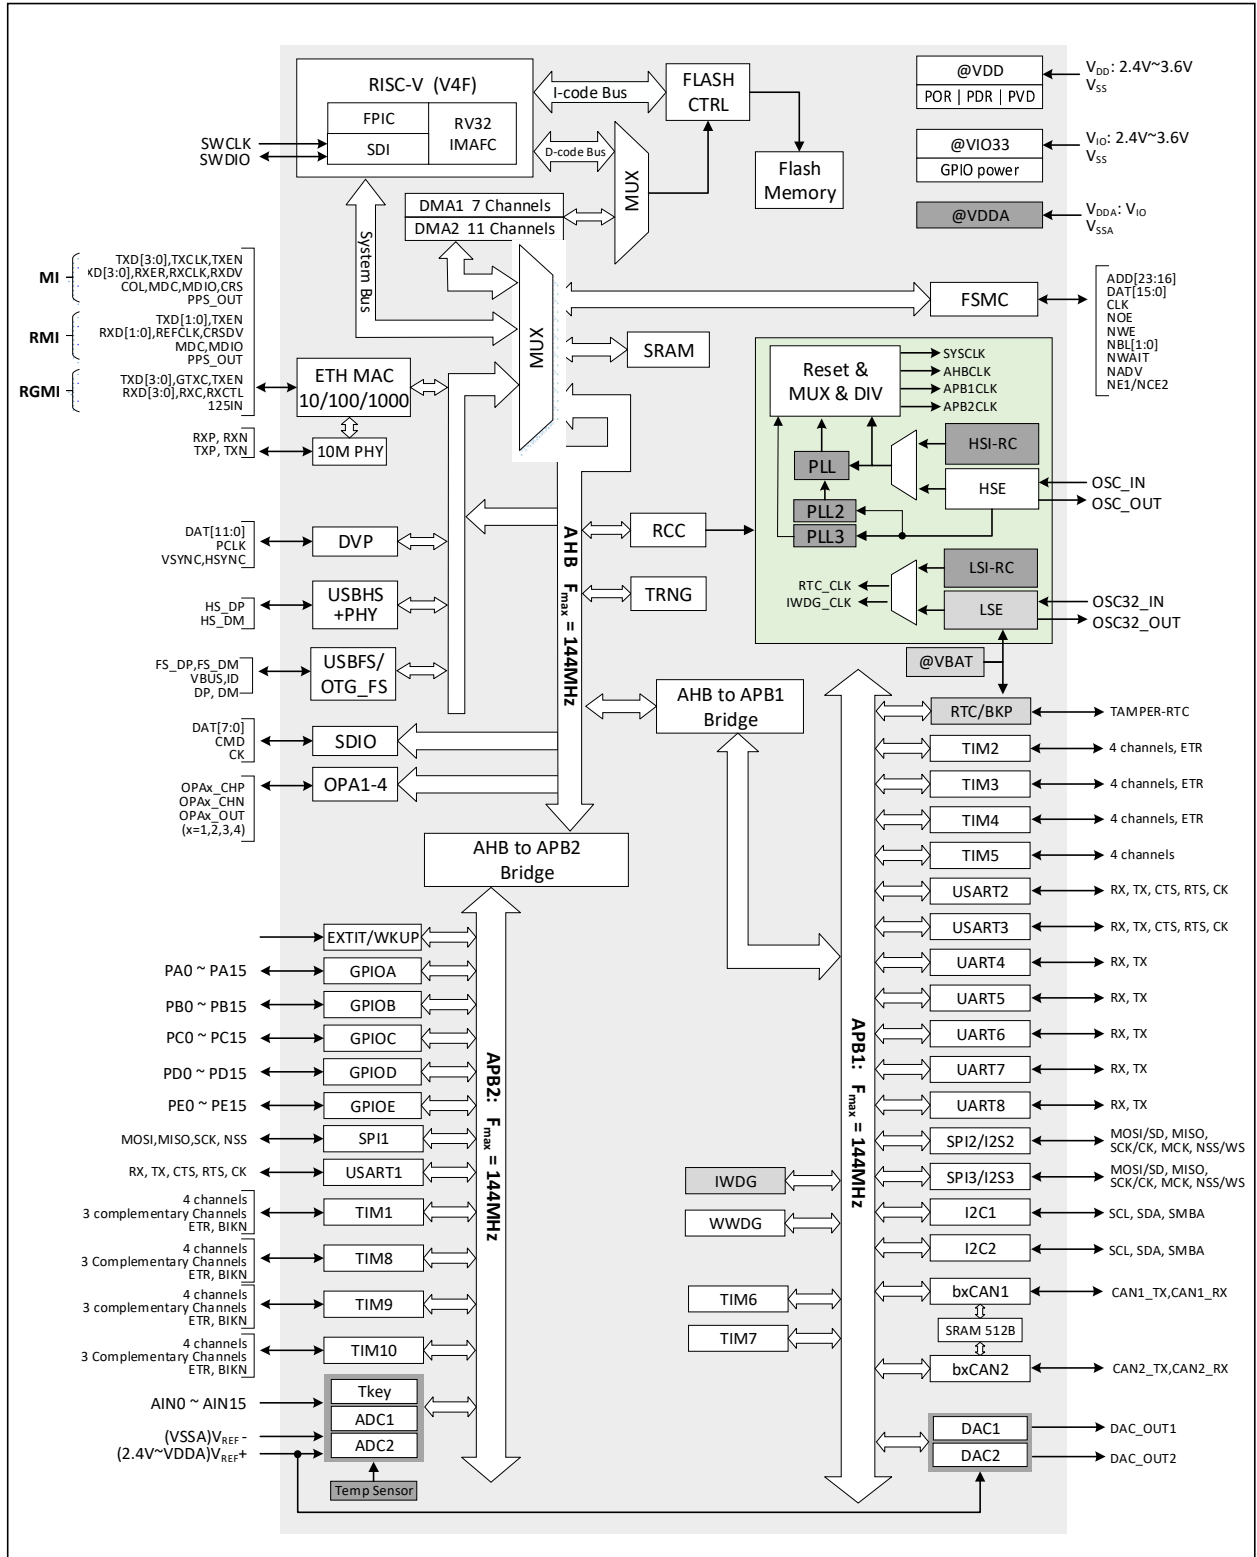 RISC-V (V4F)
FPIC
SDI
RV32
IMAFC
SWCLK
SWDIO
I-code Bus
D-code Bus
FLASH
CTRL
Flash
Memory
MUX
@VDD
POR | PDR | PVD
VDD: 2.4V~3.6V
VSS
@VIO33
GPIO power
VIO: 2.4V~3.6V
VSS
@VDDA
VDDA: VIO
VSSA
DMA1 7 Channels
DMA2 11 Channels
System Bus
MUX
MI
TXD[3:0],TXCLK,TXEN
XD[3:0],RXER,RXCLK,RXDV
COL,MDC,MDIO,CRS
PPS_OUT
RMI
TXD[1:0],TXEN
RXD[1:0],REFCLK,CRSDV
MDC,MDIO
PPS_OUT
RGMI
TXD[3:0],GTXC,TXEN
RXD[3:0],RXC,RXCTL
125IN
ETH MAC
10/100/1000
RXP, RXN
TXP, TXN
10M PHY
FSMC
ADD[23:16]
DAT[15:0]
CLK
NOE
NWE
NBL[1:0]
NWAIT
NADV
NE1/NCE2
SRAM
Reset &
MUX & DIV
SYSCLK
AHBCLK
APB1CLK
APB2CLK
PLL
PLL2
PLL3
HSI-RC
HSE
OSC_IN
OSC_OUT
LSI-RC
LSE
RTC_CLK
IWDG_CLK
OSC32_IN
OSC32_OUT
@VBAT
DAT[11:0]
PCLK
VSYNC,HSYNC
DVP
HS_DP
HS_DM
USBHS
+PHY
FS_DP,FS_DM
VBUS,ID
DP, DM
USBFS/
OTG_FS
DAT[7:0]
CMD
CK
SDIO
OPAx_CHP
OPAx_CHN
OPAx_OUT
(x=1,2,3,4)
OPA1-4
AHB Fmax = 144MHz
RCC
TRNG
AHB to APB1
Bridge
AHB to APB2
Bridge
EXTIT/WKUP
PA0 ~ PA15
GPIOA
PB0 ~ PB15
GPIOB
PC0 ~ PC15
GPIOC
PD0 ~ PD15
GPIOD
PE0 ~ PE15
GPIOE
MOSI,MISO,SCK, NSS
SPI1
RX, TX, CTS, RTS, CK
USART1
4 channels
3 complementary Channels
ETR, BIKN
TIM1
4 channels
3 Complementary Channels
ETR, BIKN
TIM8
4 channels
3 complementary Channels
ETR, BIKN
TIM9
4 channels
3 Complementary Channels
ETR, BIKN
TIM10
AIN0 ~ AIN15
Tkey
ADC1
ADC2
(VSSA)VREF-
(2.4V~VDDA)VREF+
Temp Sensor
APB2: Fmax = 144MHz
APB1: Fmax = 144MHz
IWDG
WWDG
TIM6
TIM7
RTC/BKP
TAMPER-RTC
TIM2
4 channels, ETR
TIM3
4 channels, ETR
TIM4
4 channels, ETR
TIM5
4 channels
USART2
RX, TX, CTS, RTS, CK
USART3
RX, TX, CTS, RTS, CK
UART4
RX, TX
UART5
RX, TX
UART6
RX, TX
UART7
RX, TX
UART8
RX, TX
SPI2/I2S2
MOSI/SD, MISO,
SCK/CK, MCK, NSS/WS
SPI3/I2S3
MOSI/SD, MISO,
SCK/CK, MCK, NSS/WS
I2C1
SCL, SDA, SMBA
I2C2
SCL, SDA, SMBA
bxCAN1
CAN1_TX,CAN1_RX
SRAM 512B
bxCAN2
CAN2_TX,CAN2_RX
DAC1
DAC_OUT1
DAC2
DAC_OUT2